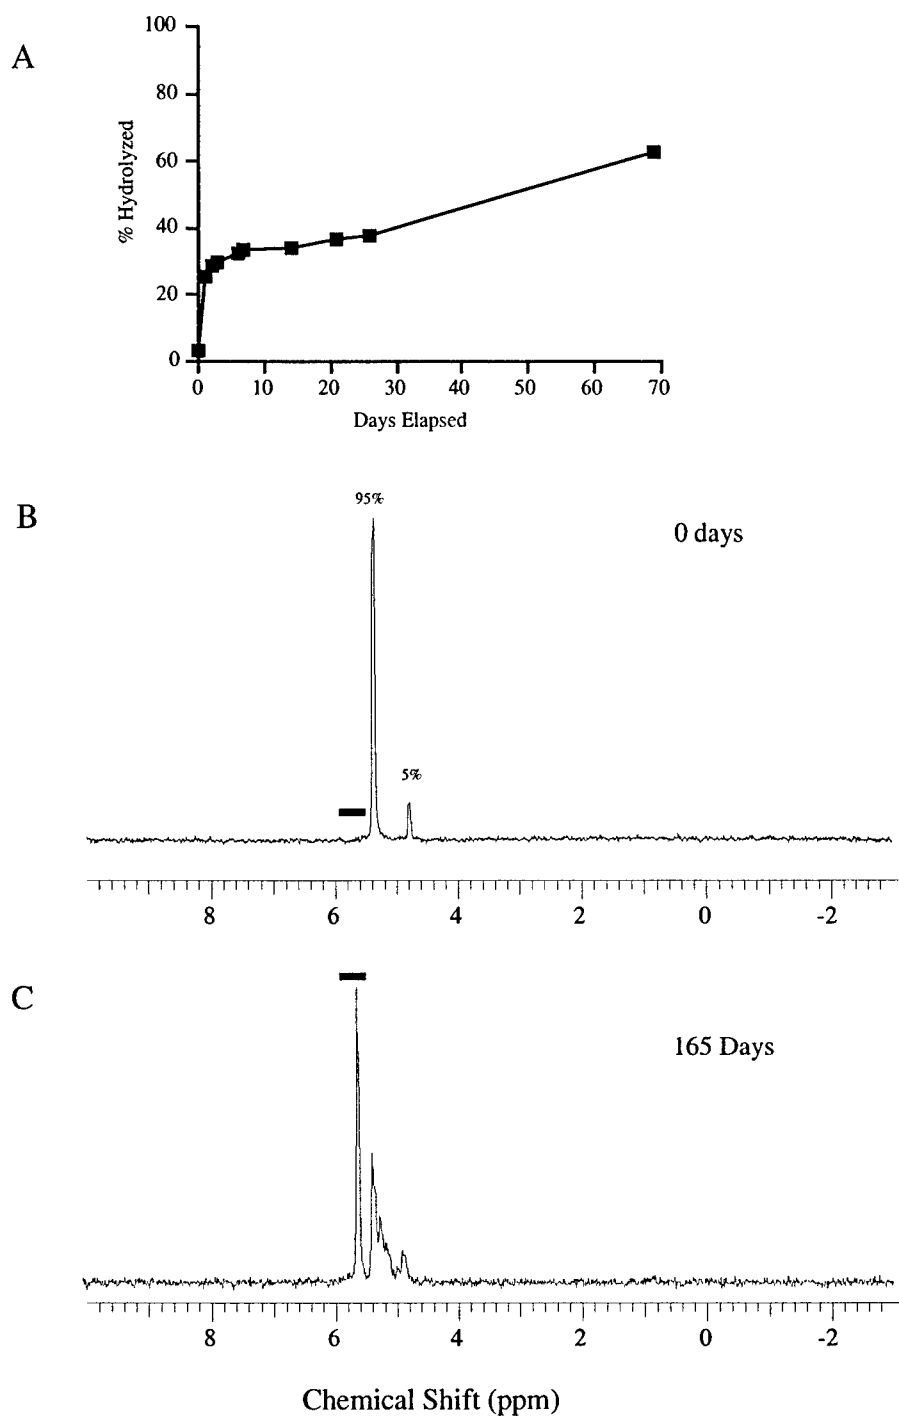 A
% Hydrolyzed
100
80
60
40
20
0
0 10 20 30 40 50 60 70
Days Elapsed
B
95%
0 days
5%
8 6 4 2 0 -2
C
165 Days
8 6 4 2 0 -2
Chemical Shift (ppm)